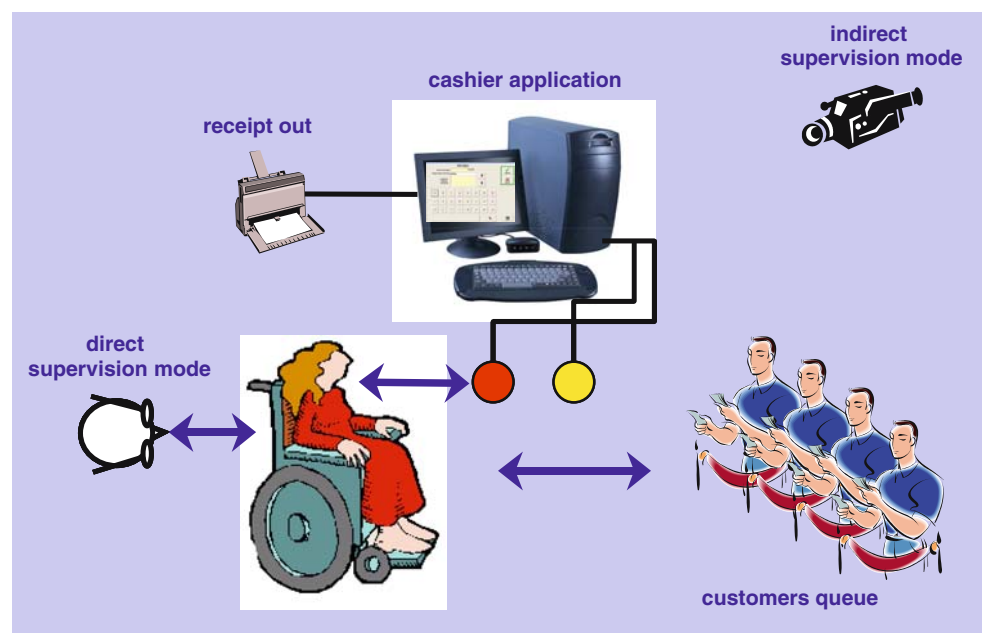 indirect
supervision mode
cashier application
receipt out
direct
supervision mode
customers queue